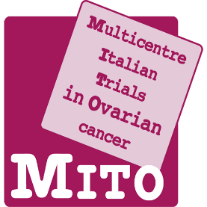 Multicentre
Italian
Trials
in Ovarian
cancer
MITO